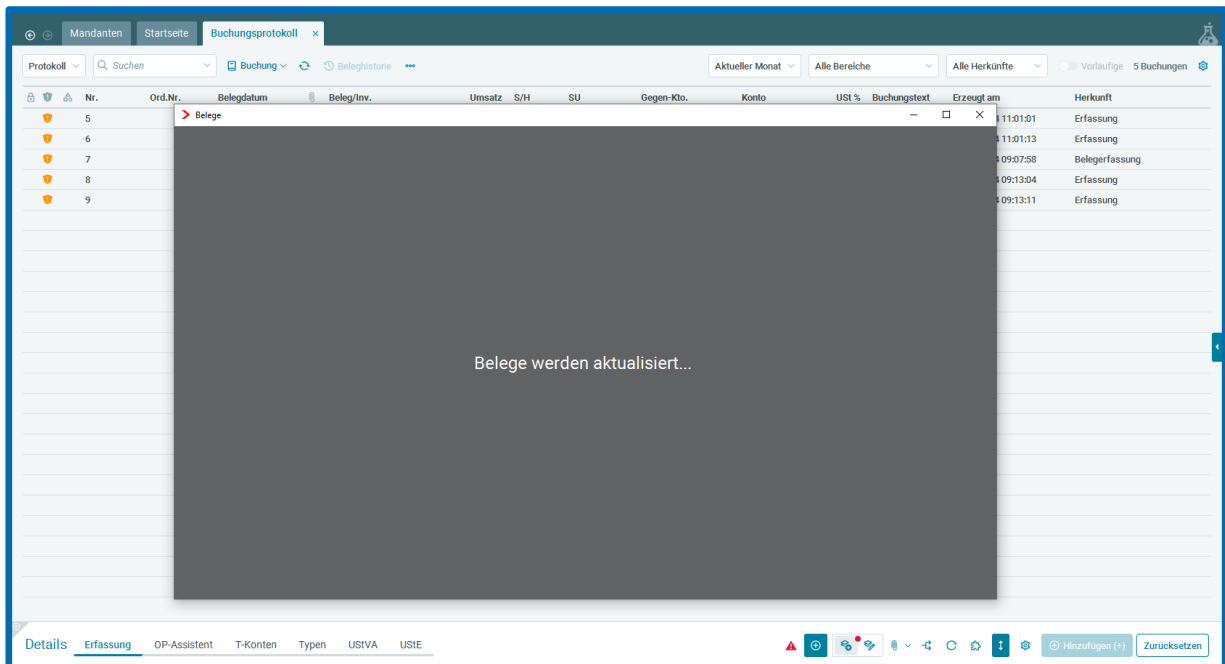 Mandanten Startseite Buchungsprotokoll ×
Protokoll Suchen Buchung Beleghistorie ••• Aktueller Monat Alle Bereiche Alle Herkünfte Vorläufige 5 Buchungen
Nr. Ord.Nr. Belegdatum Beleg/Inv. Umsatz S/H SU Gegen-Kto. Konto USt % Buchungstext Erzeugt am Herkunft
Belege
5 11:01:01 Erfassung
6 11:01:13 Erfassung
7 09:07:58 Belegerfassung
8 09:13:04 Erfassung
9 09:13:11 Erfassung
Belege werden aktualisiert...
Details Erfassung OP-Assistent T-Konten Typen UStVA UStE Hinzufügen (+) Zurücksetzen